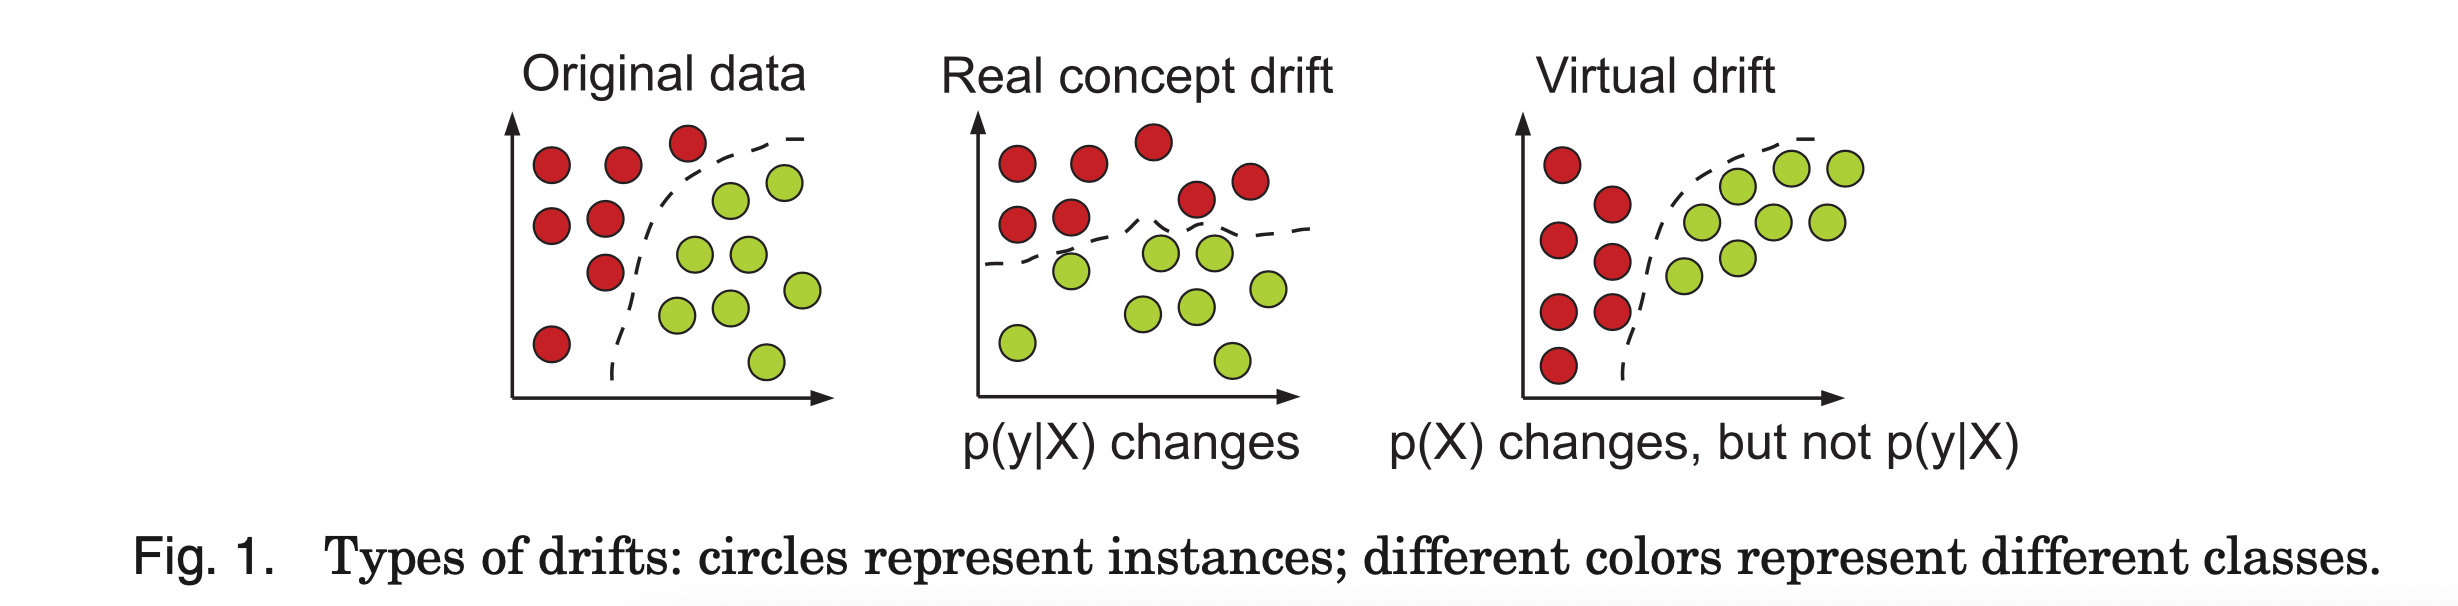 Original data
Real concept drift
Virtual drift
p(y|X) changes
p(X) changes, but not p(y|X)
Fig. 1. Types of drifts: circles represent instances; different colors represent different classes.